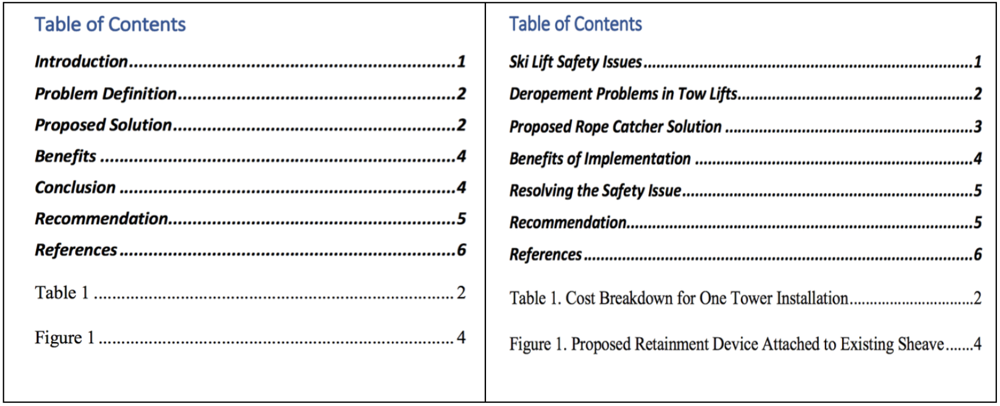 Table of Contents
Introduction....................................................................1
Problem Definition.........................................................2
Proposed Solution..........................................................2
Benefits .........................................................................4
Conclusion .....................................................................4
Recommendation...........................................................5
References .....................................................................6
Table 1 ............................................................................... 2
Figure 1 .............................................................................. 4
Table of Contents
Ski Lift Safety Issues..............................................................................1
Deropement Problems in Tow Lifts........................................................2
Proposed Rope Catcher Solution ...........................................................3
Benefits of Implementation ..................................................................4
Resolving the Safety Issue.....................................................................5
Recommendation..................................................................................5
References ............................................................................................6
Table 1. Cost Breakdown for One Tower Installation...............................2
Figure 1. Proposed Retainment Device Attached to Existing Sheave.......4